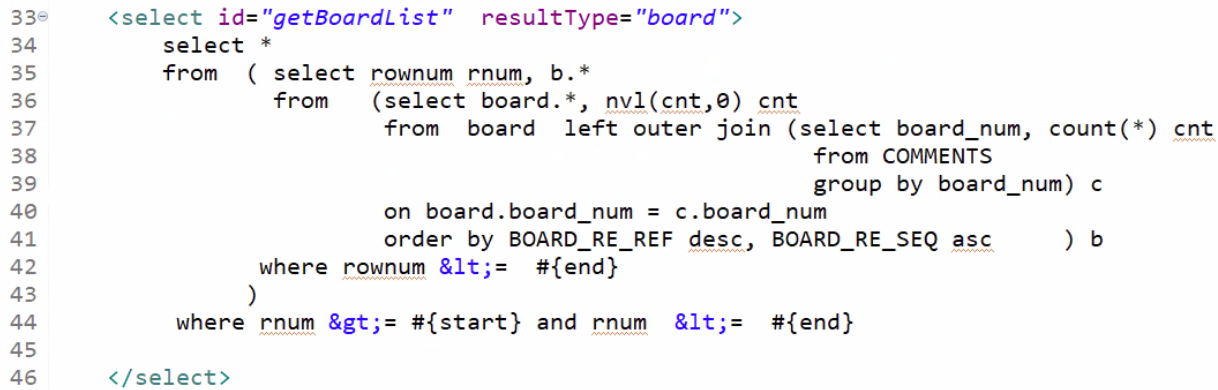 33 <select id="getBoardList" resultType="board">
34 select *
35 from ( select rownum rnum, b.*
36 from (select board.*, nvl(cnt,0) cnt
37 from board left outer join (select board_num, count(*) cnt
38 from COMMENTS
39 group by board_num) c
40 on board.board_num = c.board_num
41 order by BOARD_RE_REF desc, BOARD_RE_SEQ asc ) b
42 where rownum &lt;= #{end}
43 )
44 where rnum &gt;= #{start} and rnum &lt;= #{end}
45
46 </select>